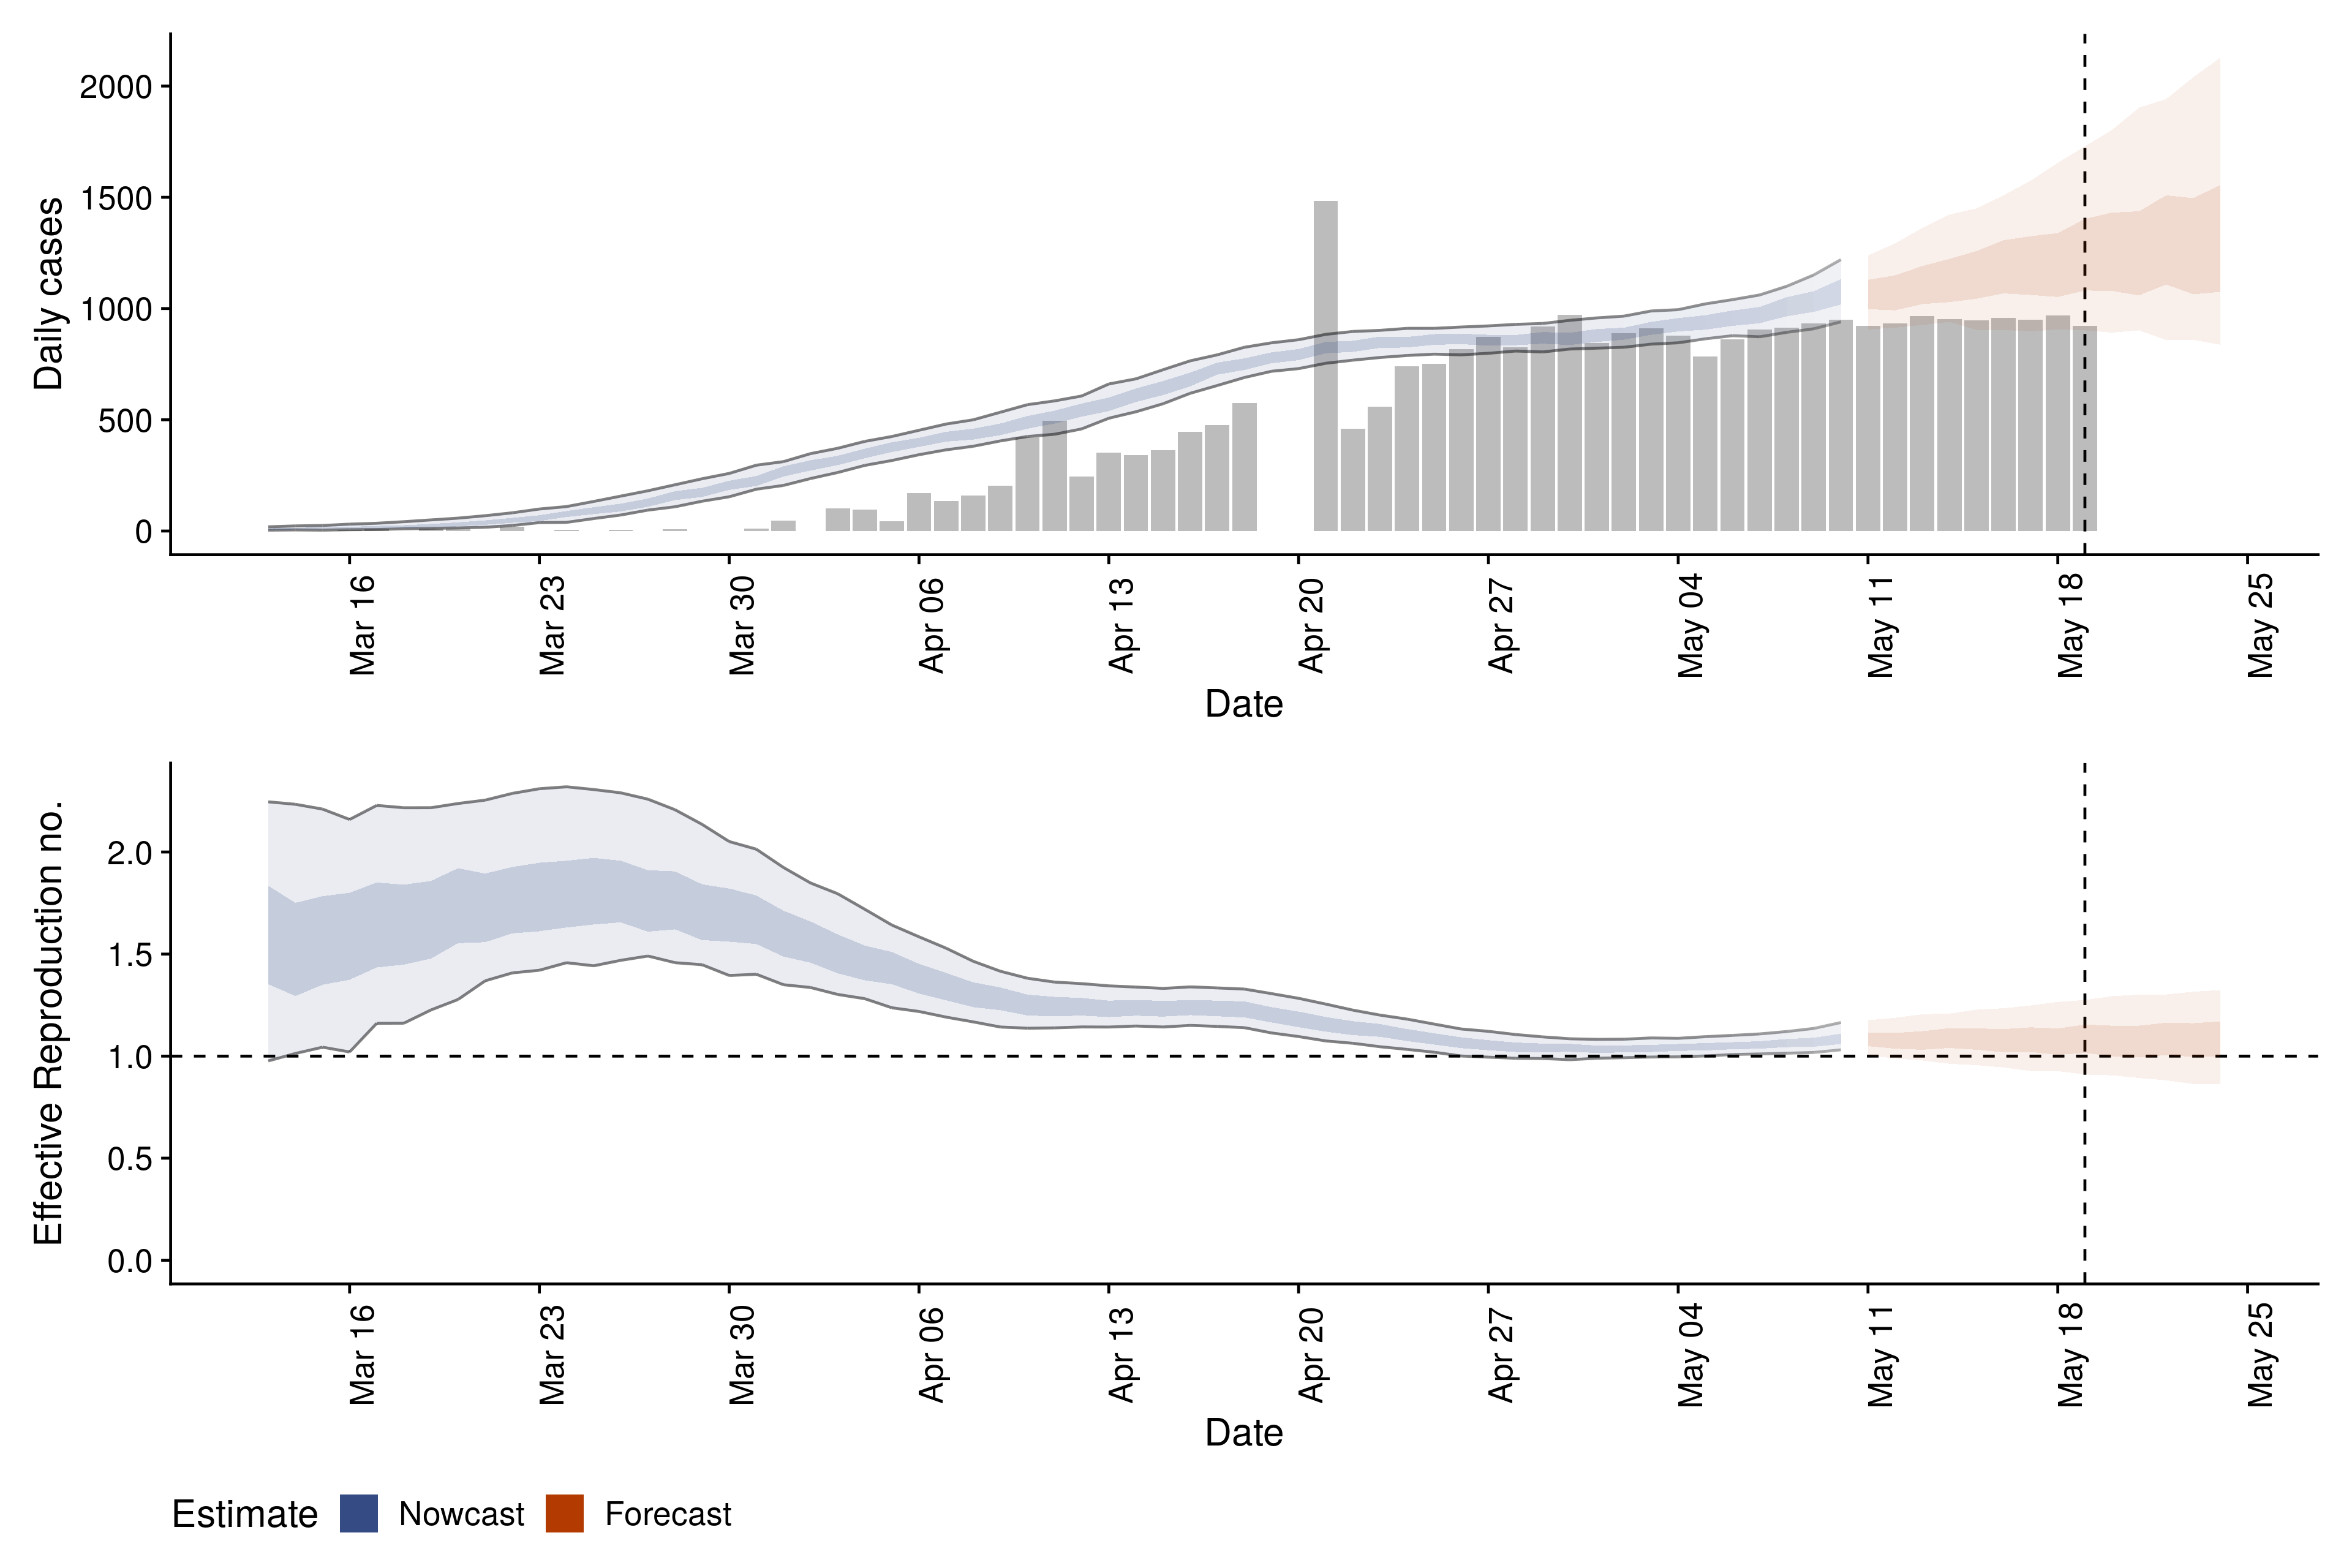 Daily cases
2000
1500
1000
500
0
Mar 16 Mar 23 Mar 30 Apr 06 Apr 13 Apr 20 Apr 27 May 04 May 11 May 18 May 25
Date
Effective Reproduction no.
2.0
1.5
1.0
0.5
0.0
Mar 16 Mar 23 Mar 30 Apr 06 Apr 13 Apr 20 Apr 27 May 04 May 11 May 18 May 25
Date
Estimate Nowcast Forecast